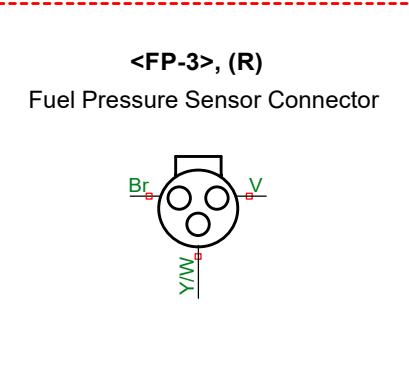 <FP-3>, (R)
Fuel Pressure Sensor Connector
Br
V
Y/W